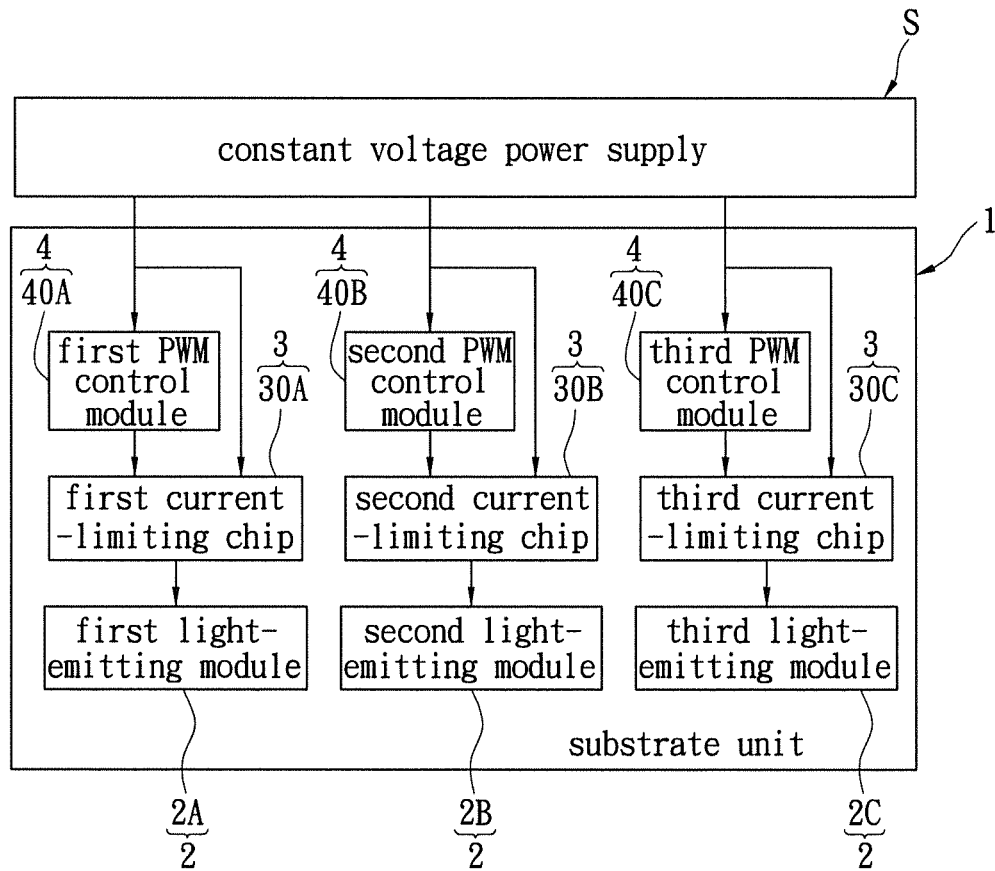 S
constant voltage power supply
1
4
40A
4
40B
4
40C
first PWM
control
module
3
30A
second PWM
control
module
3
30B
third PWM
control
module
3
30C
first current
-limiting chip
second current
-limiting chip
third current
-limiting chip
first light-
emitting module
second light-
emitting module
third light-
emitting module
substrate unit
2A
2
2B
2
2C
2